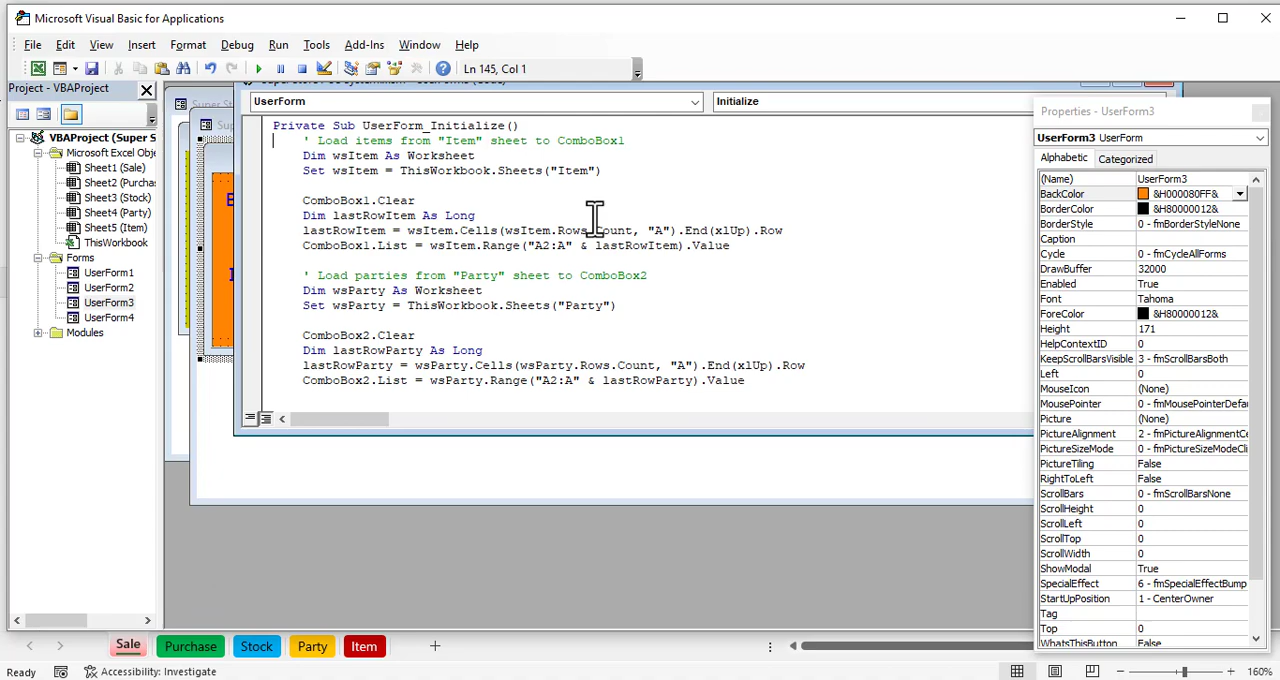 Microsoft Visual Basic for Applications
File Edit View Insert Format Debug Run Tools Add-Ins Window Help
Ln 145, Col 1
Project - VBAProject
VBAProject (Super S
Microsoft Excel Obje
Sheet1 (Sale)
Sheet2 (Purcha
Sheet3 (Stock)
Sheet4 (Party)
Sheet5 (Item)
ThisWorkbook
Forms
UserForm1
UserForm2
UserForm3
UserForm4
Modules
Super St
UserForm
Initialize
Private Sub UserForm_Initialize()
' Load items from "Item" sheet to ComboBox1
Dim wsItem As Worksheet
Set wsItem = ThisWorkbook.Sheets("Item")
ComboBox1.Clear
Dim lastRowItem As Long
lastRowItem = wsItem.Cells(wsItem.Rows.Count, "A").End(xlUp).Row
ComboBox1.List = wsItem.Range("A2:A" & lastRowItem).Value
' Load parties from "Party" sheet to ComboBox2
Dim wsParty As Worksheet
Set wsParty = ThisWorkbook.Sheets("Party")
ComboBox2.Clear
Dim lastRowParty As Long
lastRowParty = wsParty.Cells(wsParty.Rows.Count, "A").End(xlUp).Row
ComboBox2.List = wsParty.Range("A2:A" & lastRowParty).Value
Properties - UserForm3
UserForm3 UserForm
Alphabetic Categorized
(Name) UserForm3
BackColor &H000080FF&
BorderColor &H80000012&
BorderStyle 0 - fmBorderStyleNone
Caption
Cycle 0 - fmCycleAllForms
DrawBuffer 32000
Enabled True
Font Tahoma
ForeColor &H80000012&
Height 171
HelpContextID 0
KeepScrollBarsVisible 3 - fmScrollBarsBoth
Left 0
MouseIcon (None)
MousePointer 0 - fmMousePointerDefau
Picture (None)
PictureAlignment 2 - fmPictureAlignmentCe
PictureSizeMode 0 - fmPictureSizeModeCli
PictureTiling False
RightToLeft False
ScrollBars 0 - fmScrollBarsNone
ScrollHeight 0
ScrollLeft 0
ScrollTop 0
ScrollWidth 0
ShowModal True
SpecialEffect 6 - fmSpecialEffectBump
StartUpPosition 1 - CenterOwner
Tag
Top 0
WhatsThisButton False
Sale Purchase Stock Party Item
Ready Accessibility: Investigate 160%